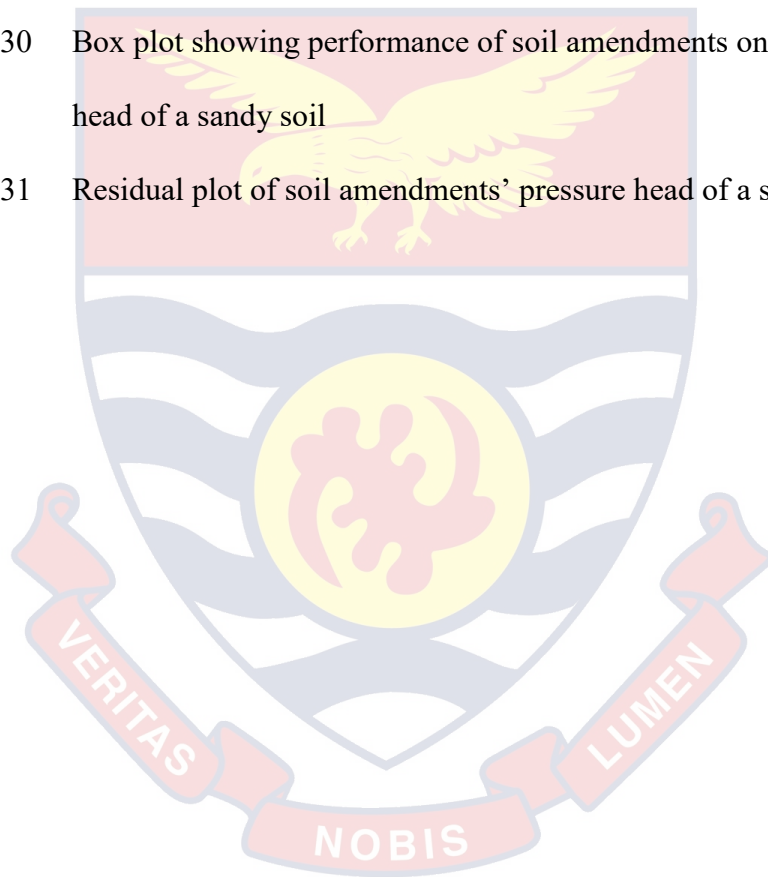 30 Box plot showing performance of soil amendments on
head of a sandy soil
31 Residual plot of soil amendments’ pressure head of a s
VERITAS
NOBIS
LUMEN